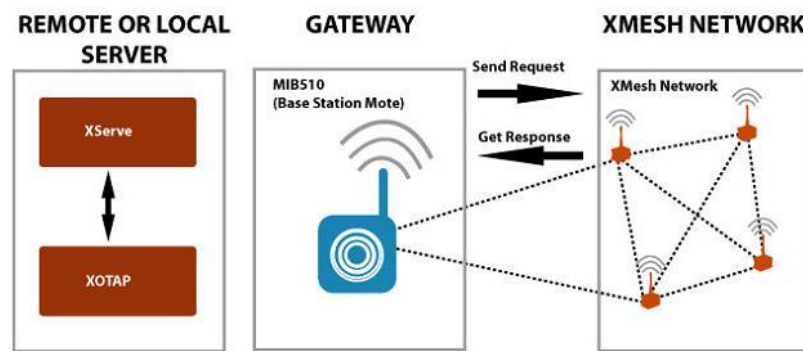 REMOTE OR LOCAL
SERVER
XServe
XOTAP
GATEWAY
MIB510
(Base Station Mote)
Send Request
Get Response
XMESH NETWORK
XMesh Network